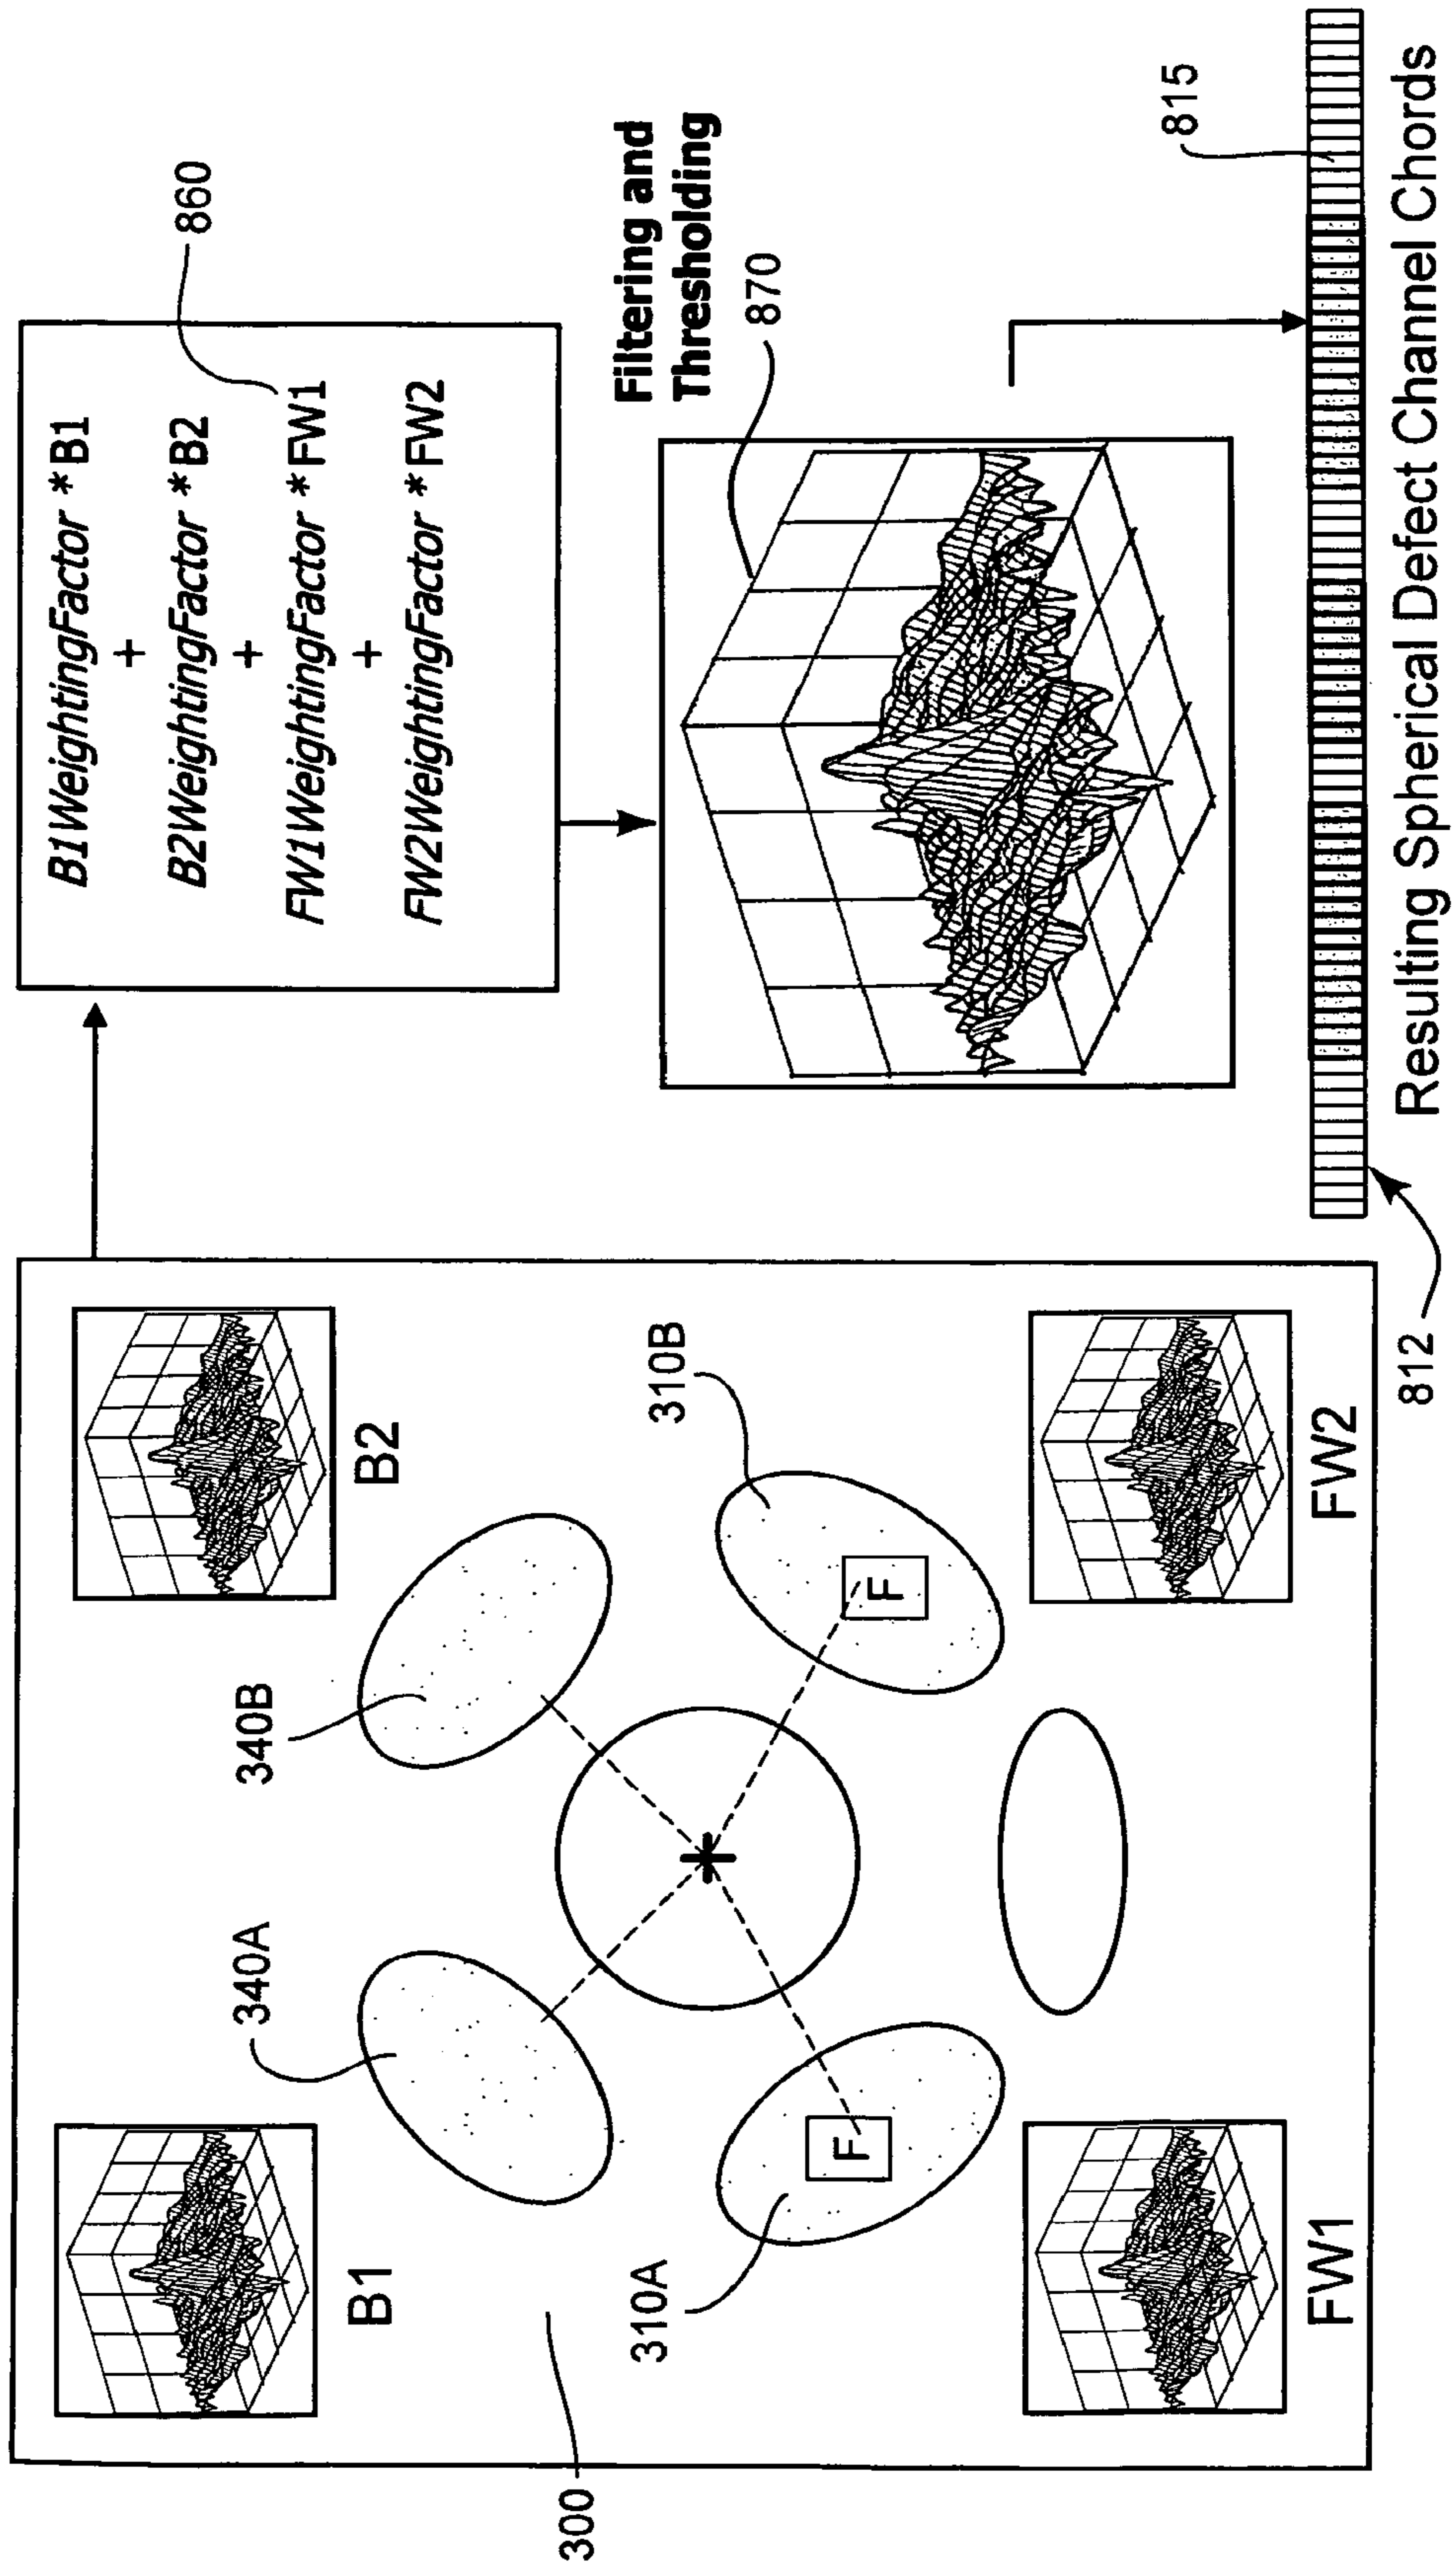 B1
340A
340B
B2
300
310A
F
F
310B
FW1
FW2
B1WeightingFactor *B1
+
B2WeightingFactor *B2
+
FW1WeightingFactor *FW1
+
FW2WeightingFactor *FW2
860
Filtering and
Thresholding
870
815
812
Resulting Spherical Defect Channel Chords